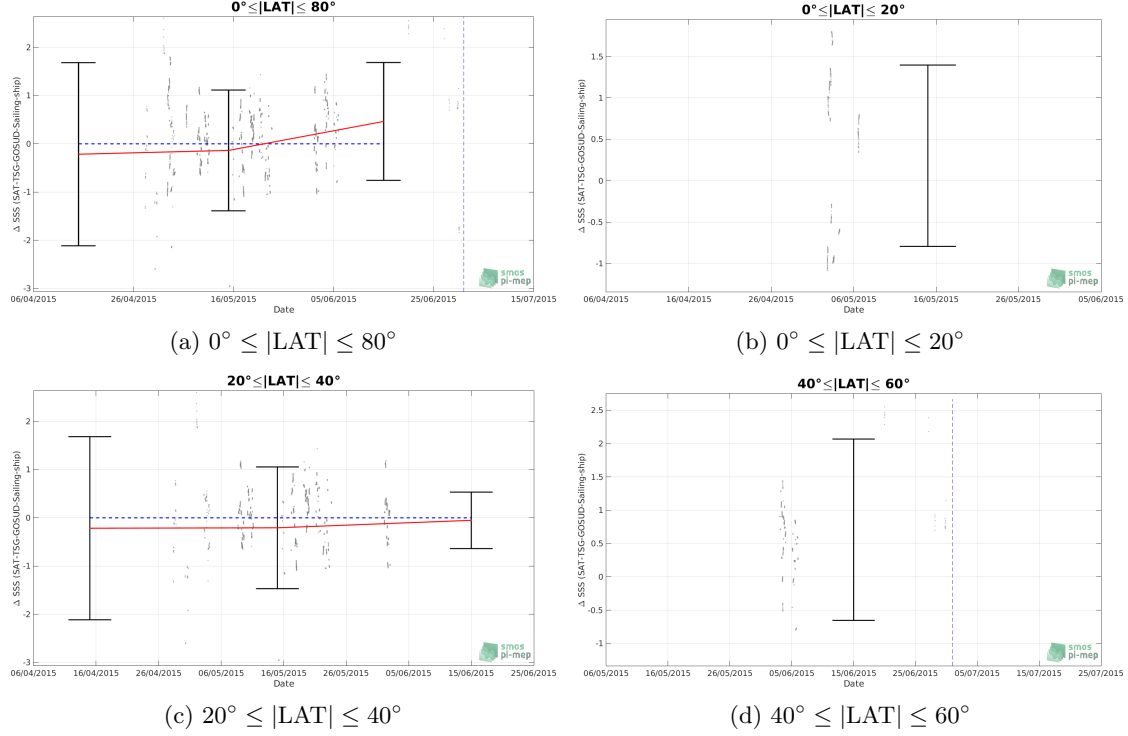 0°≤|LAT|≤ 80°
Δ SSS (SAT-TSG-GOSUD-Sailing-ship)
2
1
0
-1
-2
-3
06/04/2015 26/04/2015 16/05/2015 05/06/2015 25/06/2015 15/07/2015
Date
smos
pi-mep
(a) 0° ≤ |LAT| ≤ 80°
0°≤|LAT|≤ 20°
Δ SSS (SAT-TSG-GOSUD-Sailing-ship)
1.5
1
0.5
0
-0.5
-1
06/04/2015 16/04/2015 26/04/2015 06/05/2015 16/05/2015 26/05/2015 05/06/2015
Date
smos
pi-mep
(b) 0° ≤ |LAT| ≤ 20°
20°≤|LAT|≤ 40°
Δ SSS (SAT-TSG-GOSUD-Sailing-ship)
2
1
0
-1
-2
-3
06/04/2015 16/04/2015 26/04/2015 06/05/2015 16/05/2015 26/05/2015 05/06/2015 15/06/2015 25/06/2015
Date
smos
pi-mep
(c) 20° ≤ |LAT| ≤ 40°
40°≤|LAT|≤ 60°
Δ SSS (SAT-TSG-GOSUD-Sailing-ship)
2.5
2
1.5
1
0.5
0
-0.5
-1
06/05/2015 16/05/2015 26/05/2015 05/06/2015 15/06/2015 25/06/2015 05/07/2015 15/07/2015 25/07/2015
Date
smos
pi-mep
(d) 40° ≤ |LAT| ≤ 60°